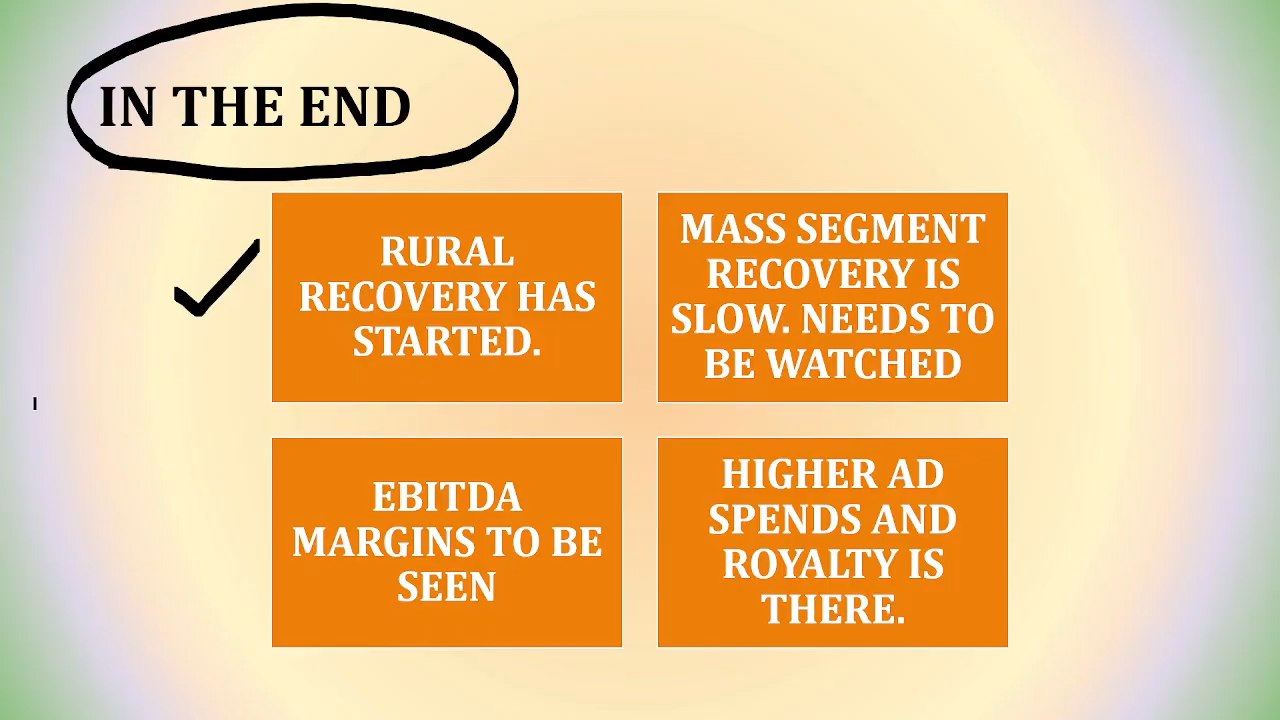 IN THE END
RURAL
RECOVERY HAS
STARTED.
MASS SEGMENT
RECOVERY IS
SLOW. NEEDS TO
BE WATCHED
EBITDA
MARGINS TO BE
SEEN
HIGHER AD
SPENDS AND
ROYALTY IS
THERE.